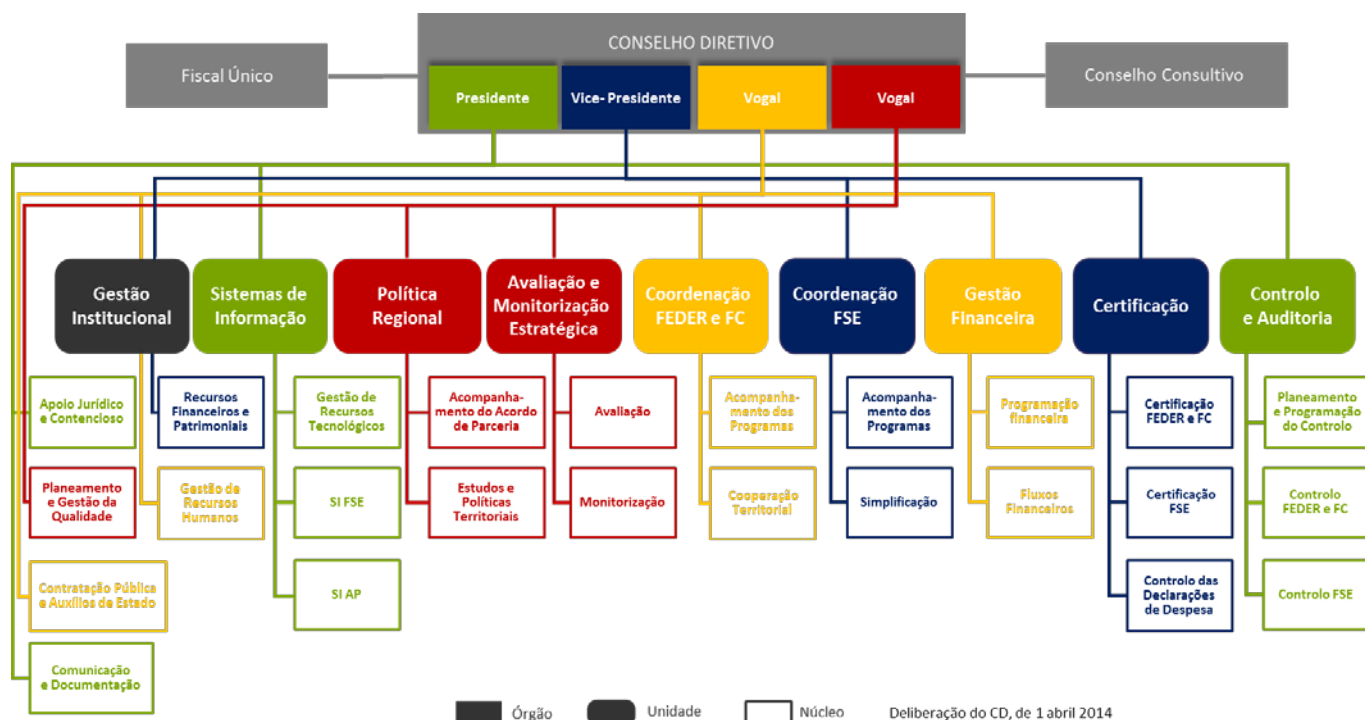 CONSELHO DIRETIVO
Fiscal Único
Conselho Consultivo
Presidente
Vice- Presidente
Vogal
Vogal
Gestão
Institucional
Sistemas de
Informação
Política
Regional
Avaliação e
Monitorização
Estratégica
Coordenação
FEDER e FC
Coordenação
FSE
Gestão
Financeira
Certificação
Controlo
e Auditoria
Apoio Jurídico
e Contencioso
Recursos
Financeiros e
Patrimoniais
Gestão de
Recursos
Tecnológicos
Acompanha-
mento do Acordo
de Parceria
Avaliação
Acompanha-
mento dos
Programas
Acompanha-
mento dos
Programas
Programação
financeira
Certificação
FEDER e FC
Planeamento
e Programação
do Controlo
Planeamento
e Gestão da
Qualidade
Gestão de
Recursos
Humanos
SI FSE
Estudos e
Políticas
Territoriais
Monitorização
Cooperação
Territorial
Simplificação
Fluxos
Financeiros
Certificação
FSE
Controlo
FEDER e FC
Contratação Pública
e Auxílios de Estado
SI AP
Controlo das
Declarações
de Despesa
Controlo FSE
Comunicação
e Documentação
Órgão
Unidade
Núcleo
Deliberação do CD, de 1 abril 2014